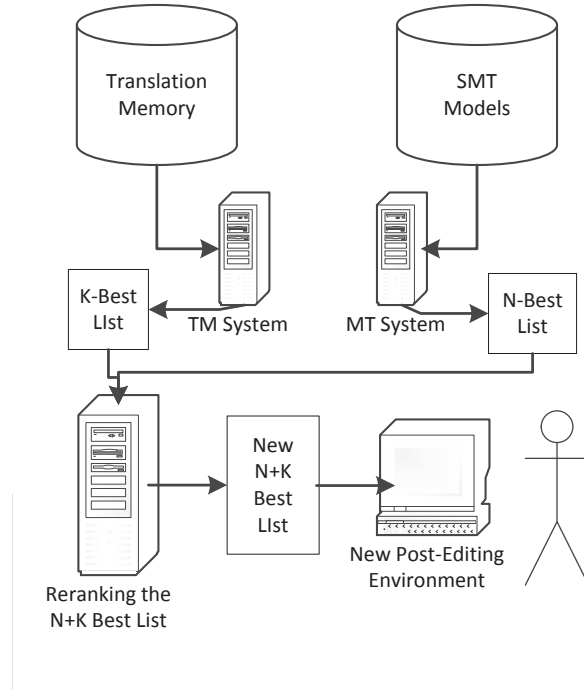 Translation
Memory
SMT
Models
K-Best
LIst
TM System
MT System
N-Best
List
New
N+K
Best
LIst
New Post-Editing
Environment
Reranking the
N+K Best List